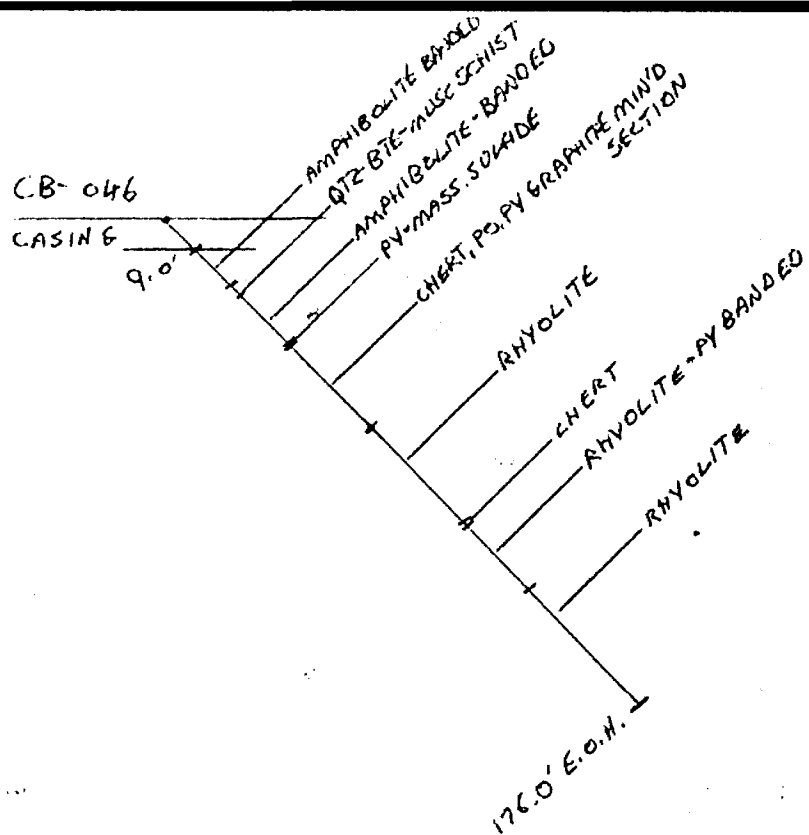 CB-046
CASING
9.0'
AMPHIBOLITE BANDED
QTZ-BTE-MUSC SCHIST
AMPHIBOLITE-BANDED
PY-MASS. SULFIDE
CHERT, PO, PY GRAPHITE MIN'D
SECTION
RHYOLITE
CHERT
RHYOLITE-PY BANDED
RHYOLITE
176.0' E.O.H.